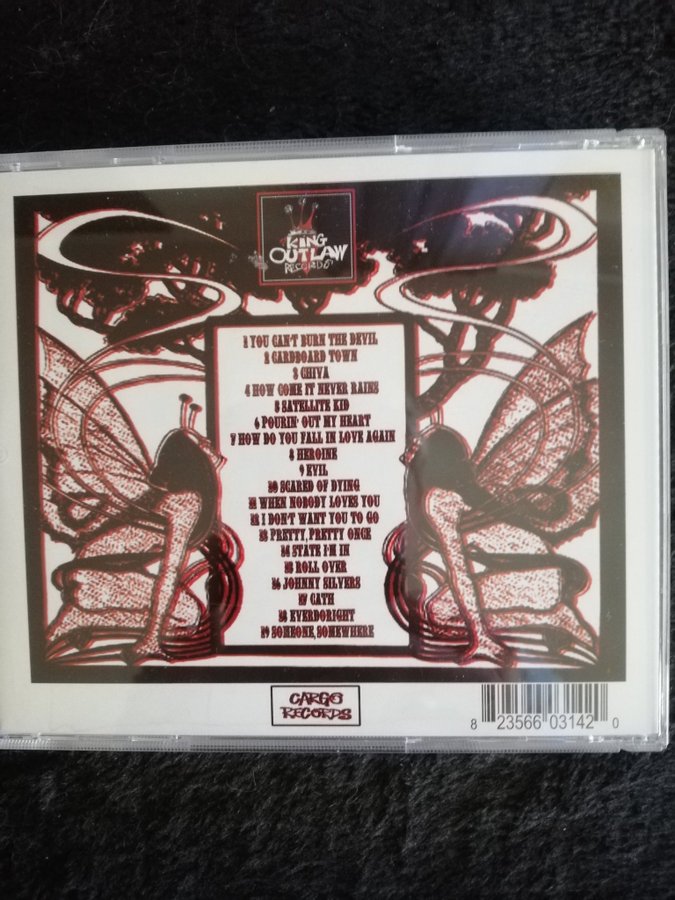 KING
OUTLAW
RECORDS
1 YOU CAN'T BURN THE DEVIL
2 CARDBOARD TOWN
3 CHIVA
4 HOW COME IT NEVER RAINS
5 SATELLITE KID
6 POURIN' OUT MY HEART
7 HOW DO YOU FALL IN LOVE AGAIN
8 HEROINE
9 EVIL
10 SCARED OF DYING
11 WHEN NOBODY LOVES YOU
12 I DON'T WANT YOU TO GO
13 PRETTY, PRETTY ONCE
14 STATE I'M IN
15 ROLL OVER
16 JOHNNY SILVERS
17 CATH
18 EVERDORIGHT
19 SOMEONE, SOMEWHERE
CARGO
RECORDS
8 23566 03142 0